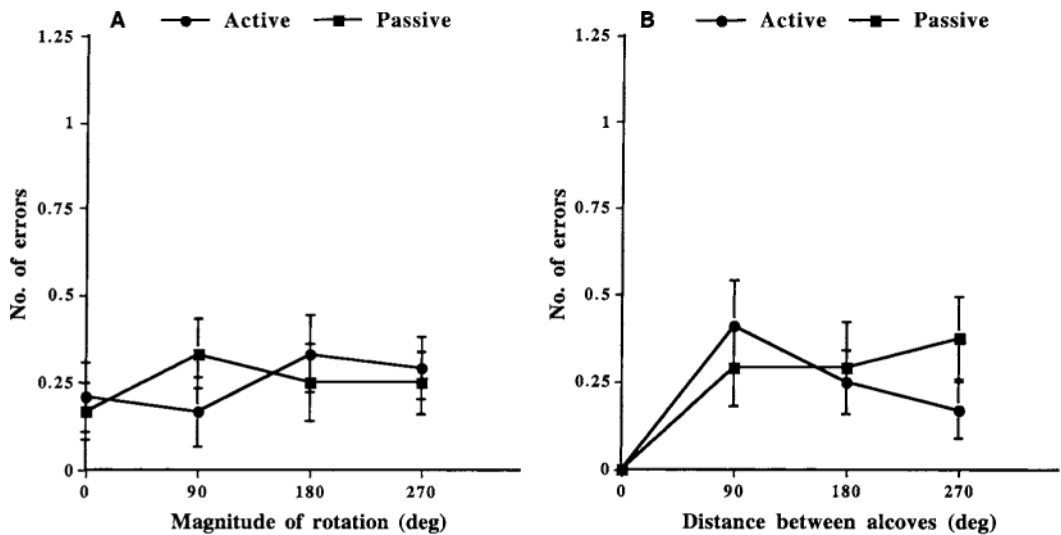 A
Active
Passive
1.25
1
0.75
0.5
0.25
0
No. of errors
0
90
180
270
Magnitude of rotation (deg)
B
Active
Passive
1.25
1
0.75
0.5
0.25
0
No. of errors
0
90
180
270
Distance between alcoves (deg)